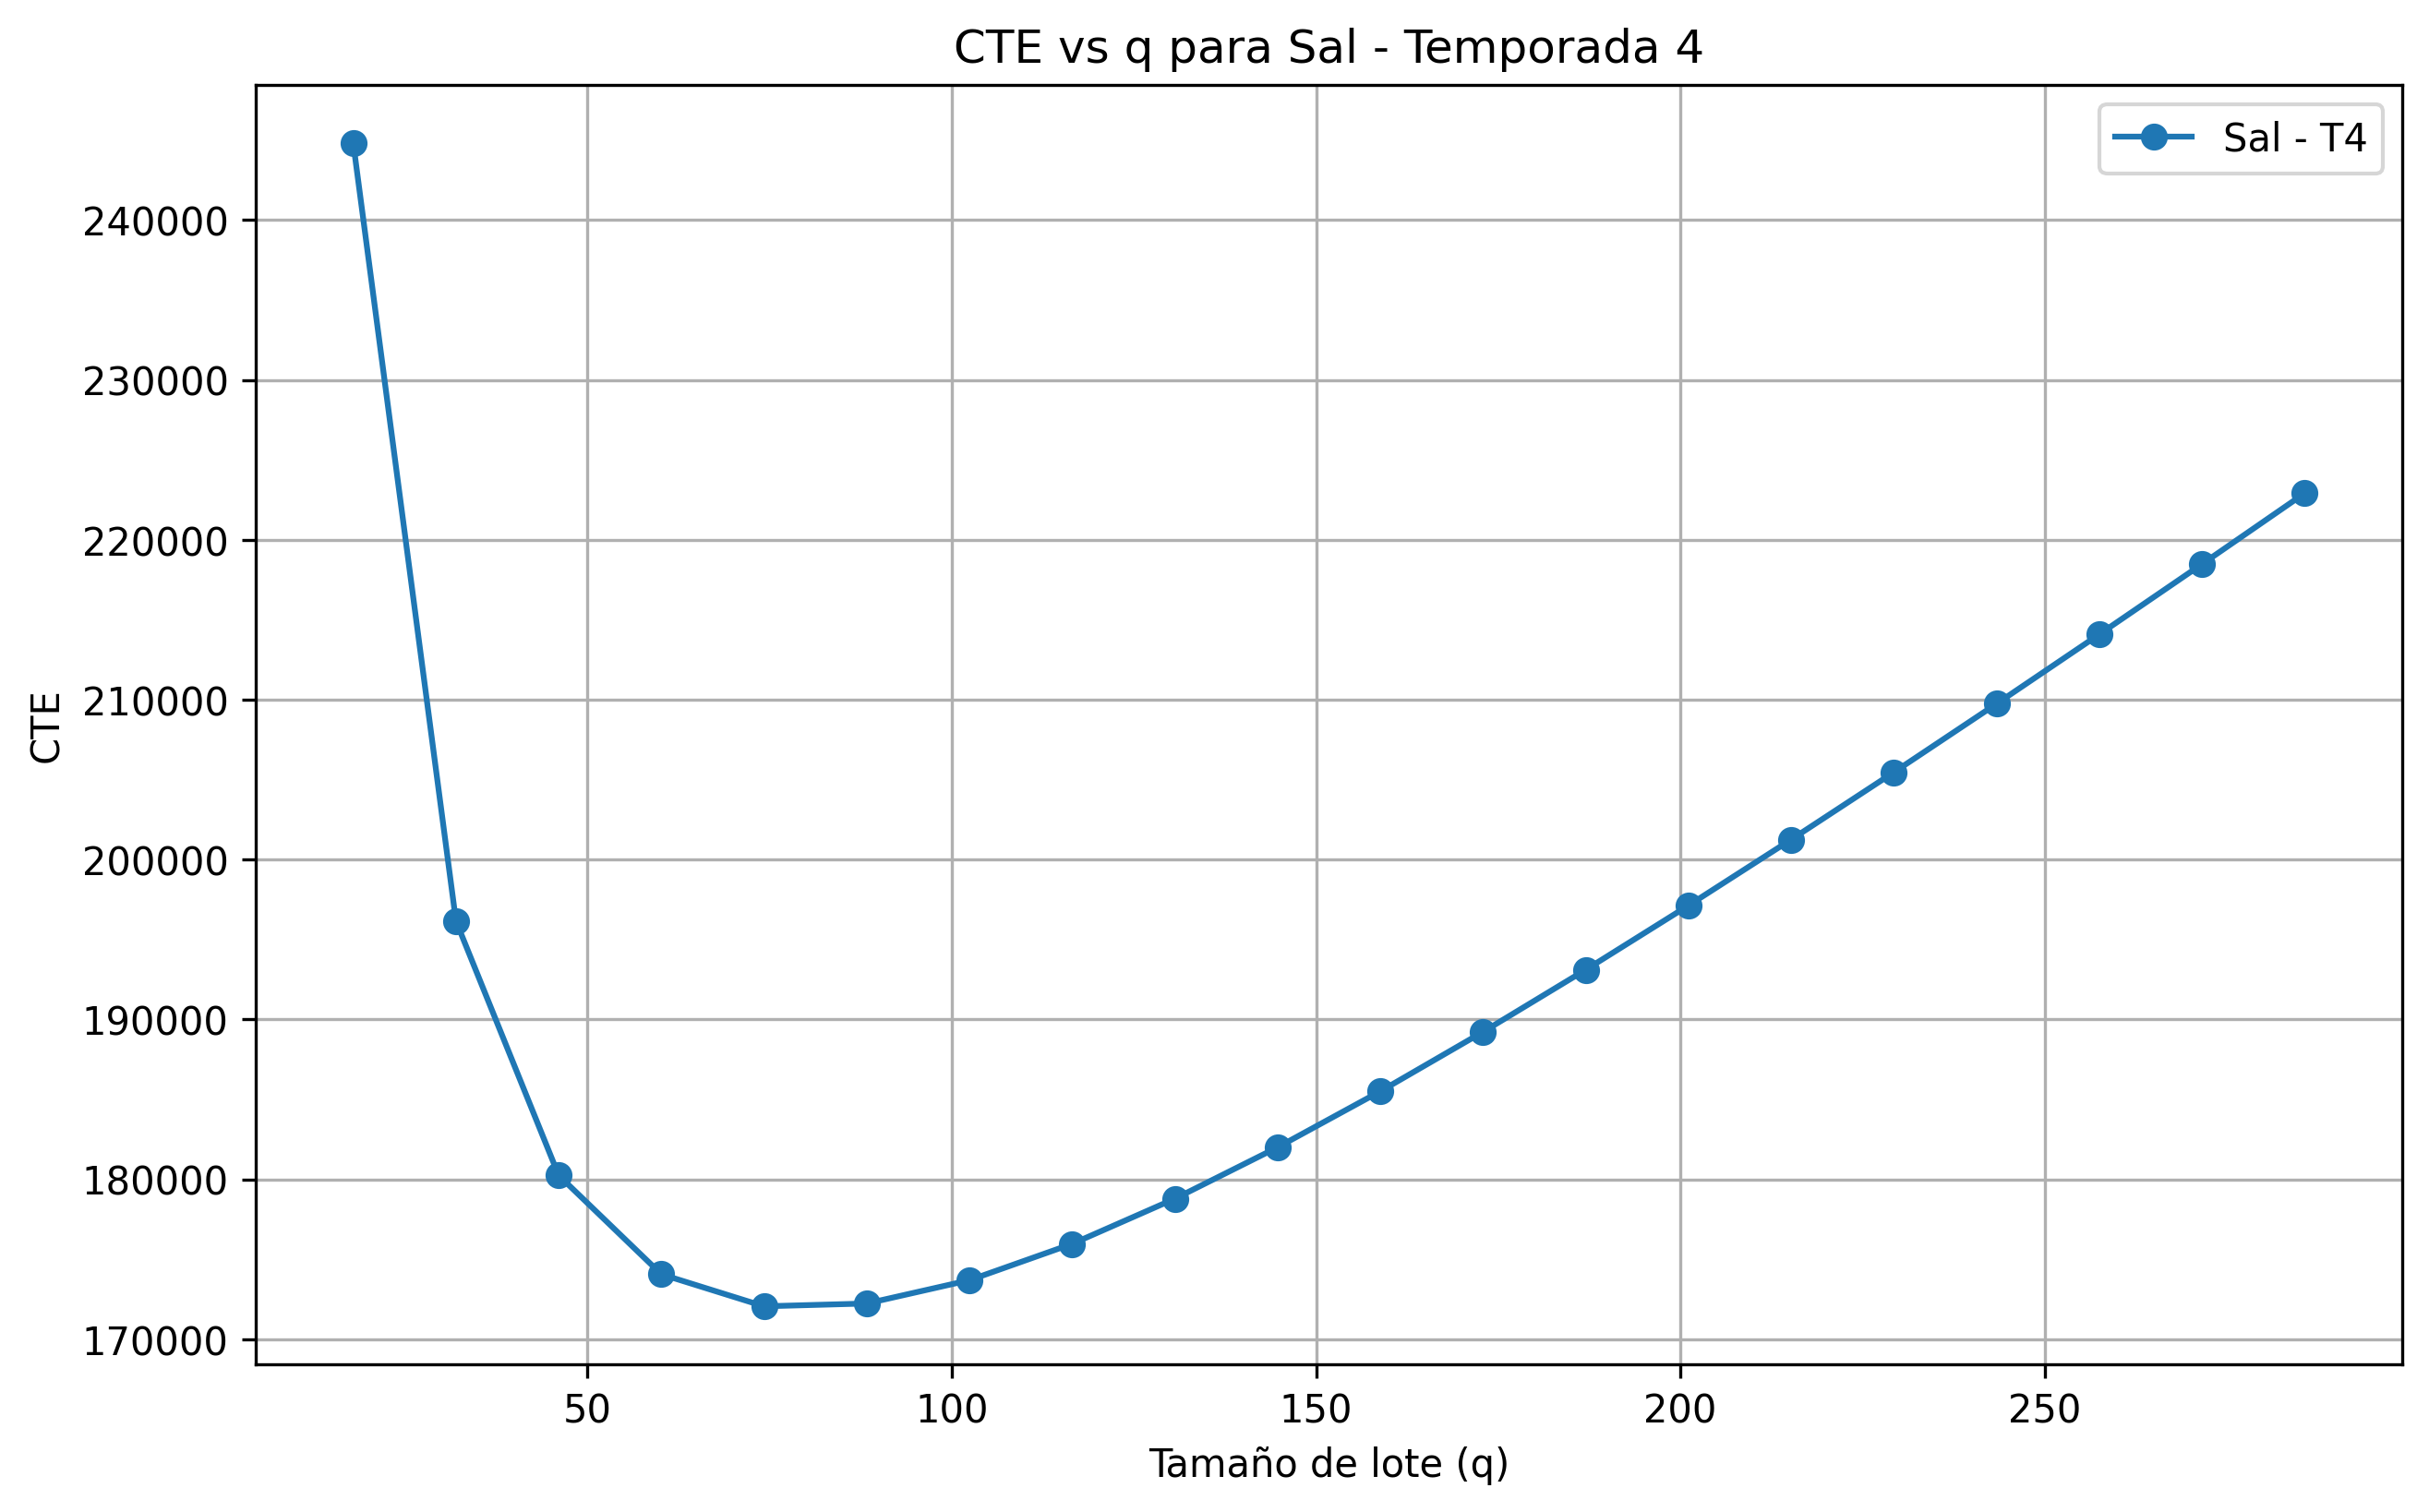 CTE vs q para Sal - Temporada 4
Sal - T4
CTE
240000
230000
220000
210000
200000
190000
180000
170000
50 100 150 200 250
Tamaño de lote (q)